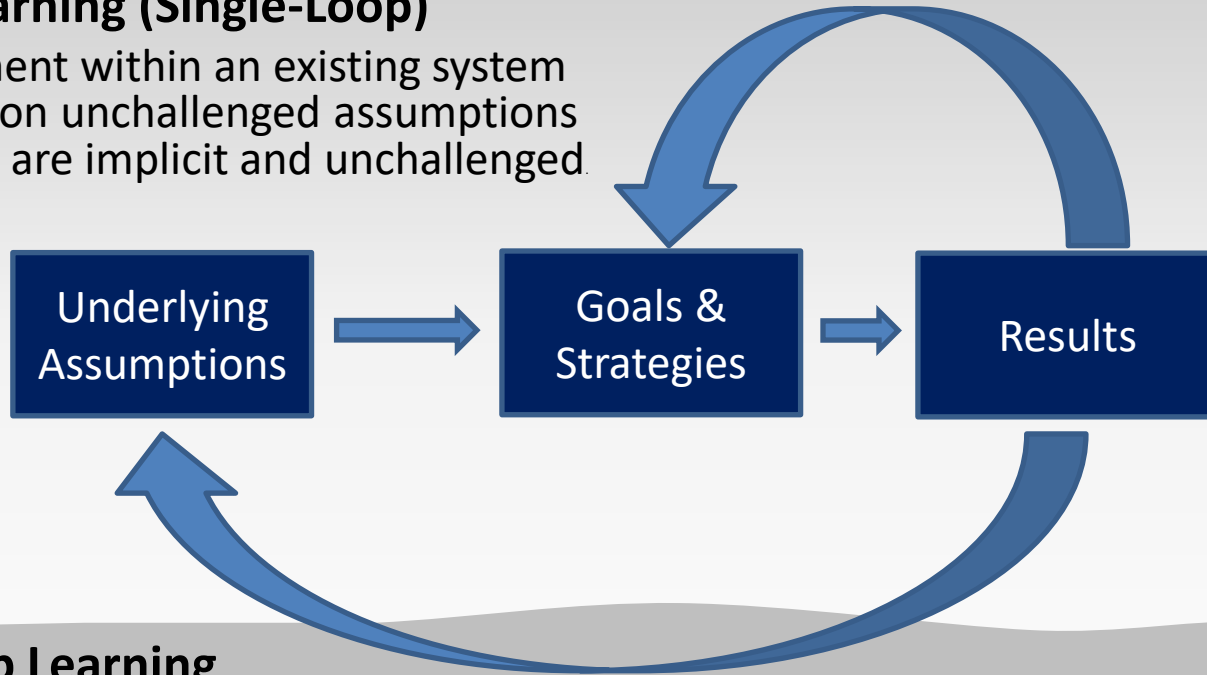 arning (Single-Loop)
ent within an existing system
on unchallenged assumptions
are implicit and unchallenged.
Underlying
Assumptions
Goals &
Strategies
Results
p Learning